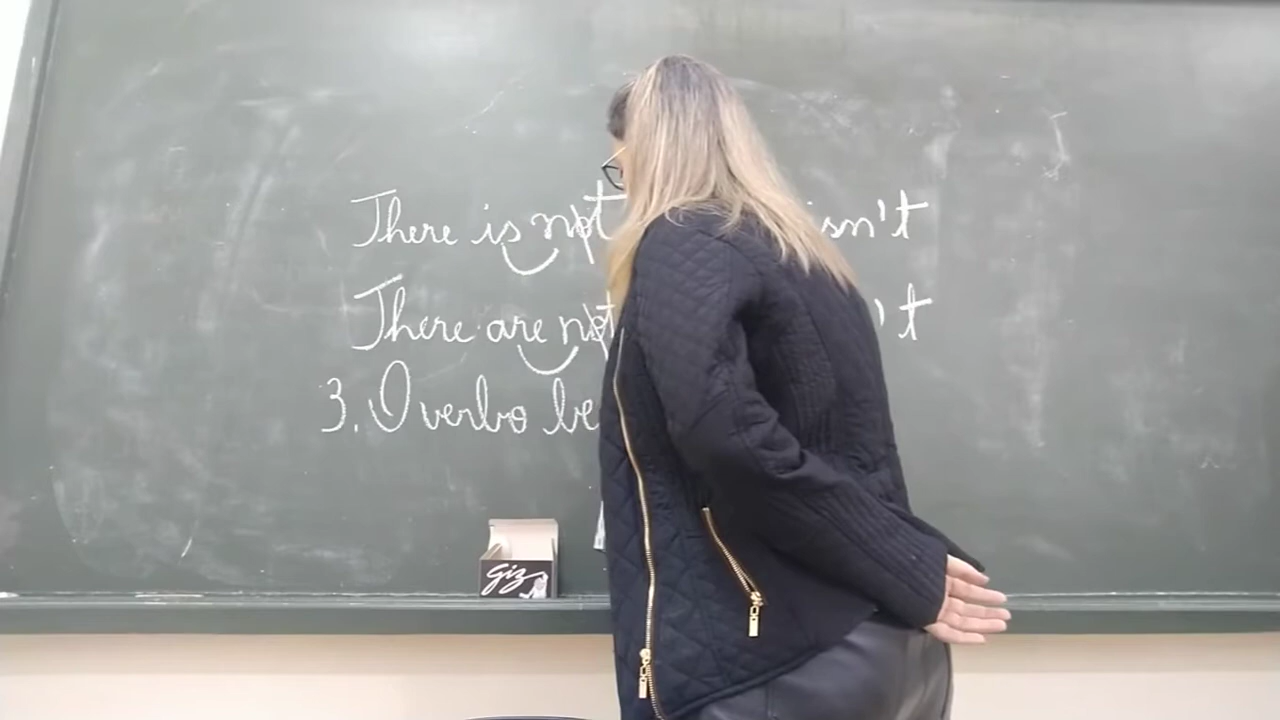 There is not isn't
There are not 't
3. O verbo be
Giz